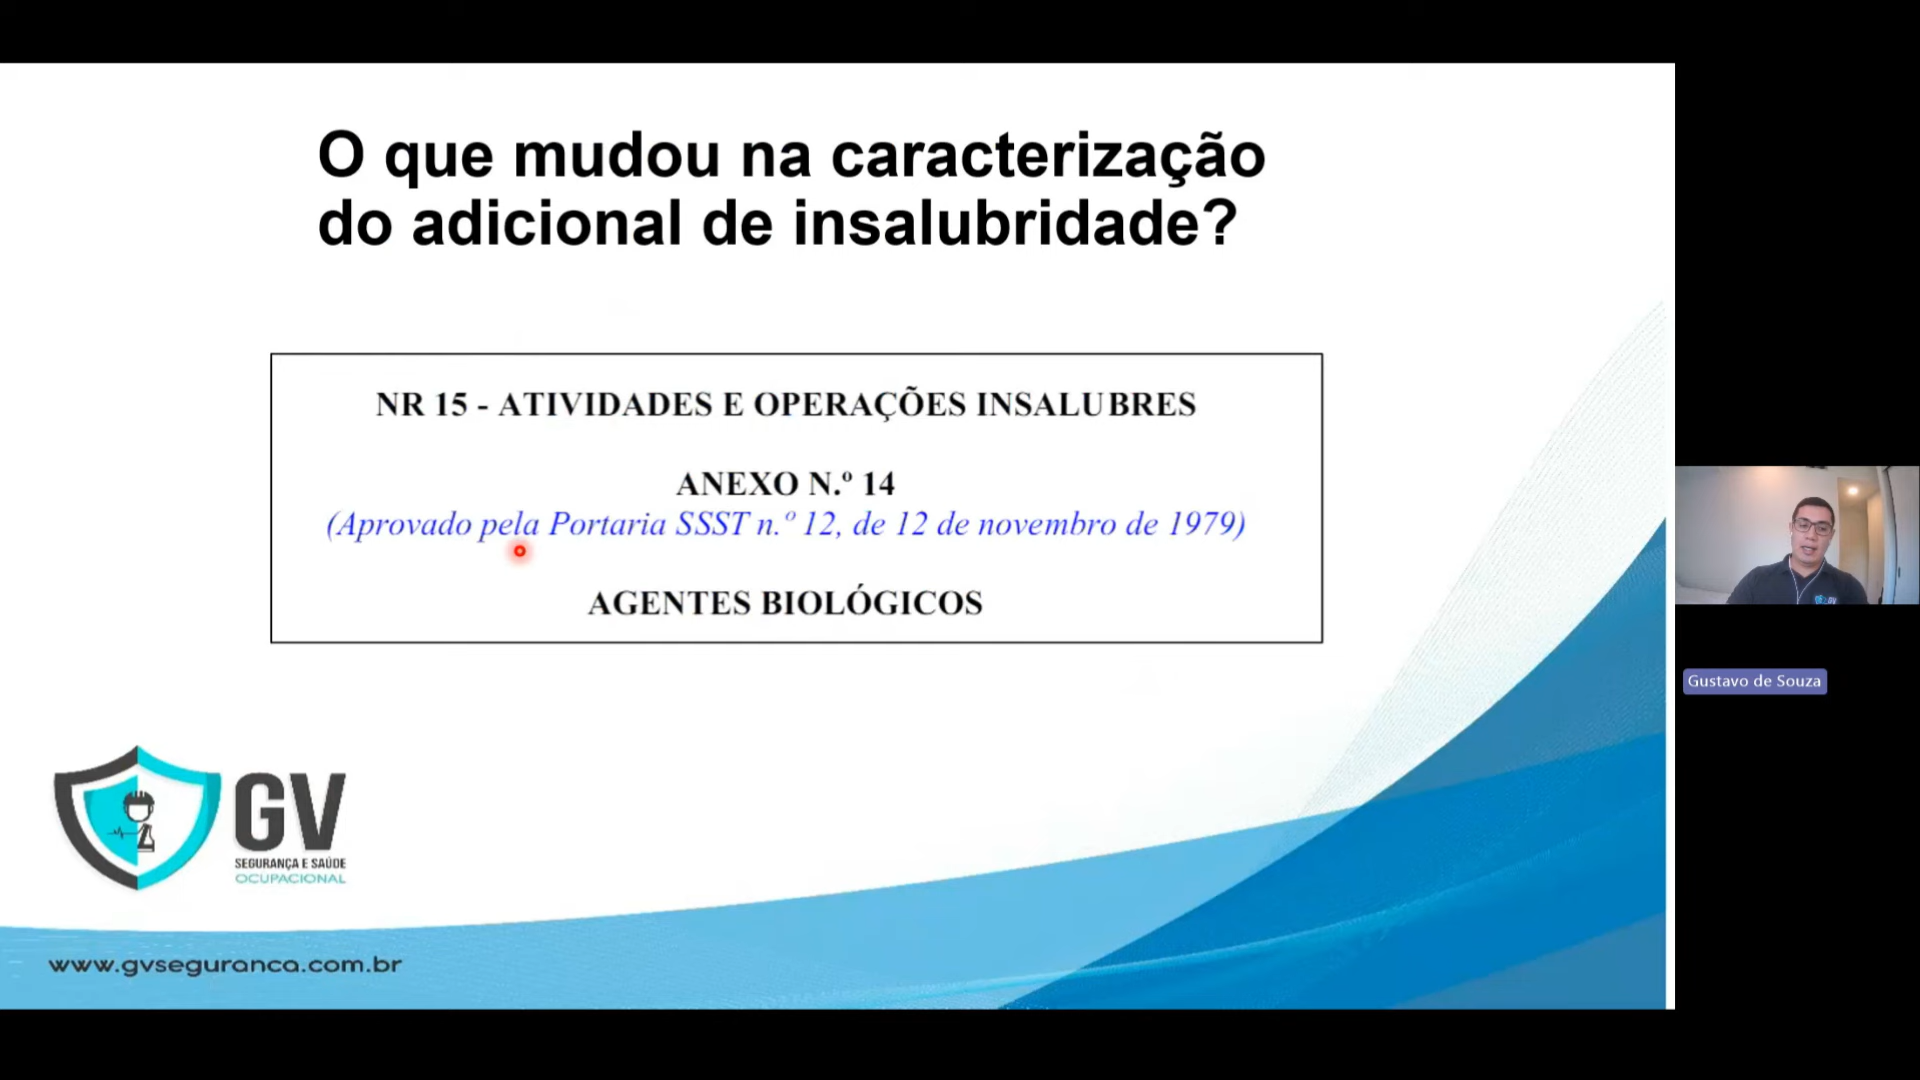 O que mudou na caracterização
do adicional de insalubridade?
NR 15 - ATIVIDADES E OPERAÇÕES INSALUBRES
ANEXO N.º 14
(Aprovado pela Portaria SSST n.º 12, de 12 de novembro de 1979)
AGENTES BIOLÓGICOS
GV
SEGURANÇA E SAÚDE
OCUPACIONAL
www.gvseguranca.com.br
GV
Gustavo de Souza